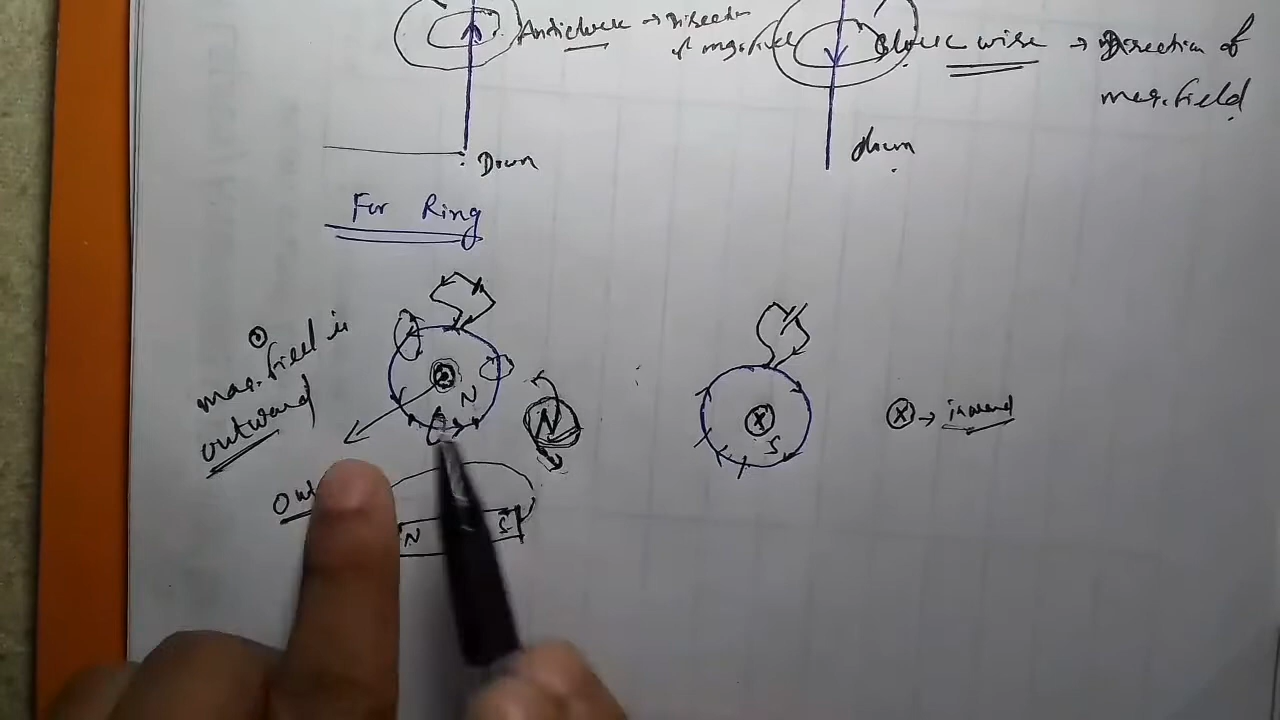 Anticlock → Direction
of mag.field
Clock wise → Direction of
mag.field
Down
down
For Ring
mag. field is
outward
N
N
S
→ inward
N
S